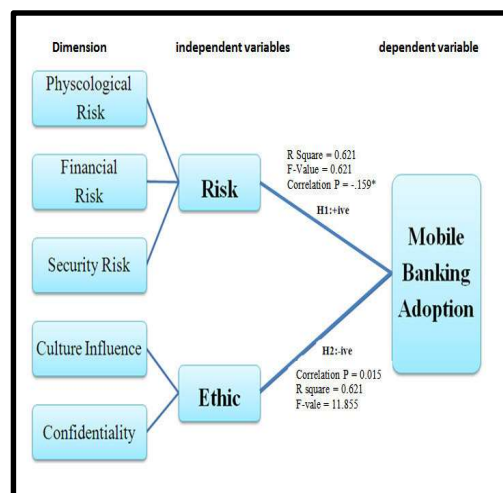 Dimension
independent variables
dependent variable
Physcological
Risk
Financial
Risk
Security Risk
Culture Influence
Confidentiality
Risk
Ethic
R Square = 0.621
F-Value = 0.621
Correlation P = -.159*
H1:+ive
H2:-ive
Correlation P = 0.015
R square = 0.621
F-vale = 11.855
Mobile
Banking
Adoption